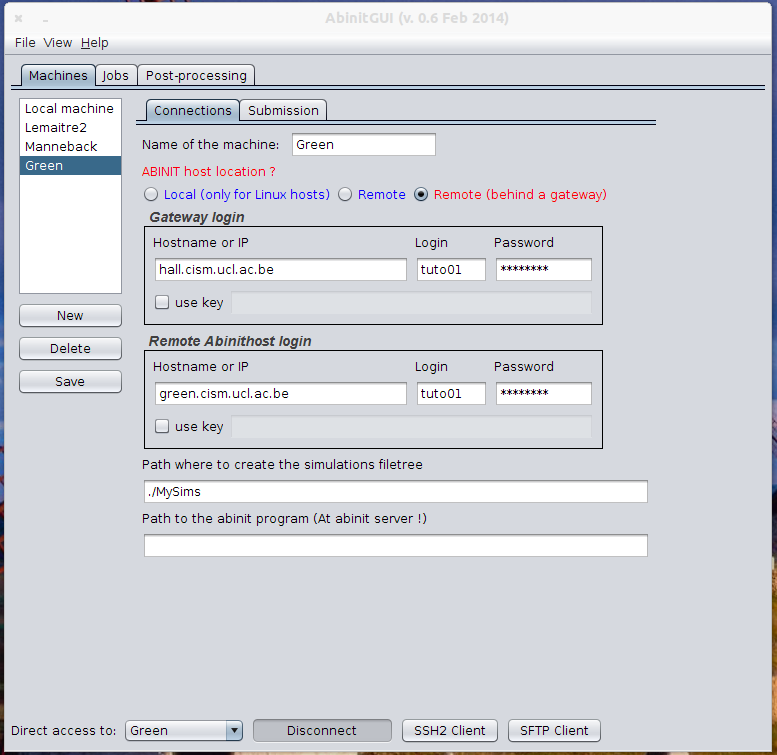 AbinitGUI (v. 0.6 Feb 2014)
File View Help
Machines Jobs Post-processing
Local machine
Lemaitre2
Manneback
Green
New
Delete
Save
Connections Submission
Name of the machine: Green
ABINIT host location ?
Local (only for Linux hosts) Remote Remote (behind a gateway)
Gateway login
Hostname or IP Login Password
hall.cism.ucl.ac.be tuto01 ********
use key
Remote Abinithost login
Hostname or IP Login Password
green.cism.ucl.ac.be tuto01 ********
use key
Path where to create the simulations filetree
./MySims
Path to the abinit program (At abinit server !)
Direct access to: Green Disconnect SSH2 Client SFTP Client